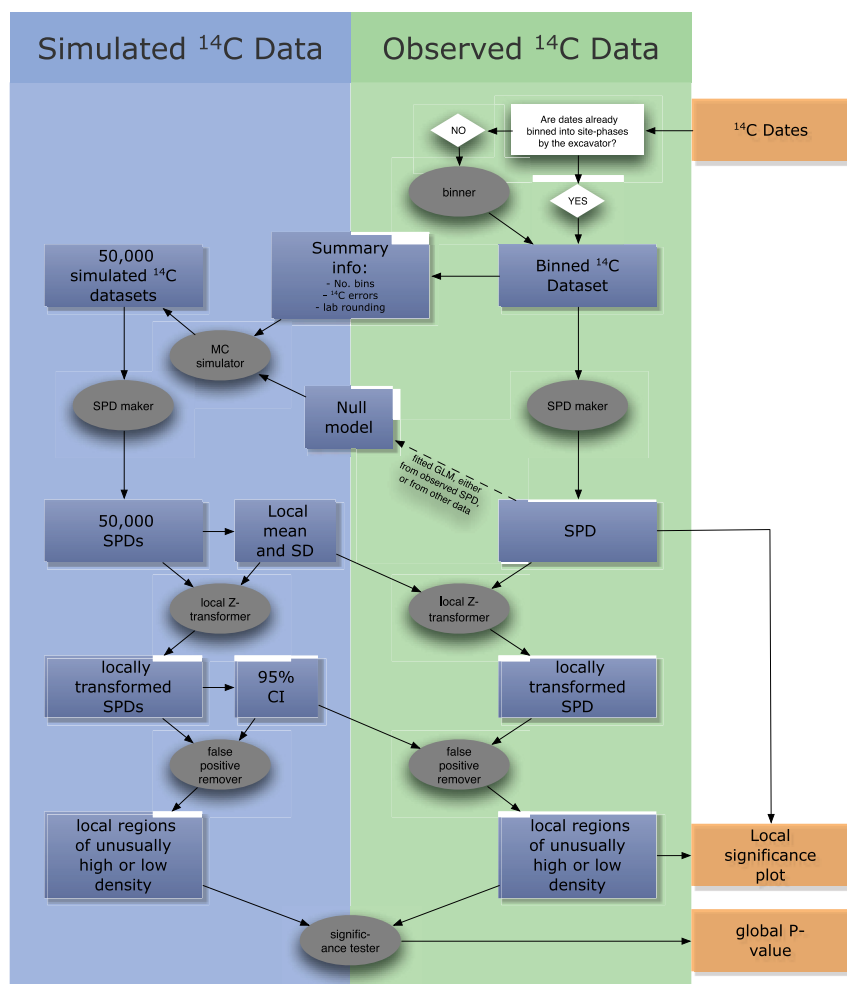 Simulated ¹⁴C Data
Observed ¹⁴C Data
Are dates already
binned into site-phases
by the excavator?
NO
¹⁴C Dates
binner
YES
50,000
simulated ¹⁴C
datasets
Summary
info:
- No. bins
- ¹⁴C errors
- lab rounding
Binned ¹⁴C
Dataset
MC
simulator
SPD maker
Null
model
SPD maker
fitted GLM, either
from observed SPD,
or from other data
50,000
SPDs
Local
mean
and SD
SPD
local Z-
transformer
local Z-
transformer
locally
transformed
SPDs
95%
CI
locally
transformed
SPD
false
positive
remover
false
positive
remover
local regions
of unusually
high or low
density
local regions
of unusually
high or low
density
Local
significance
plot
signific-
ance tester
global P-
value